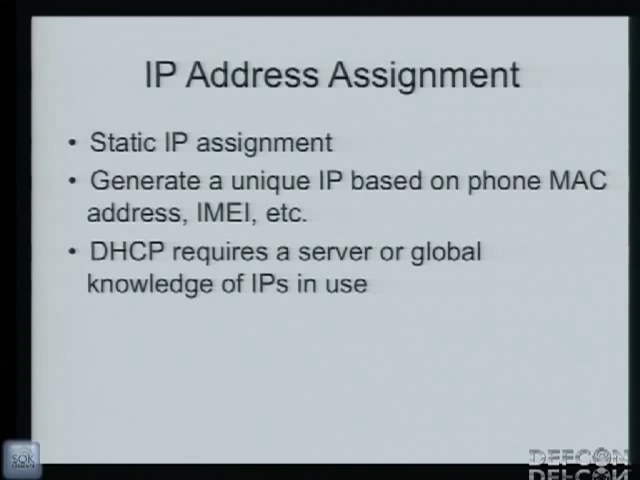 IP Address Assignment
• Static IP assignment
• Generate a unique IP based on phone MAC
address, IMEI, etc.
• DHCP requires a server or global
knowledge of IPs in use
SOK
DEFCON